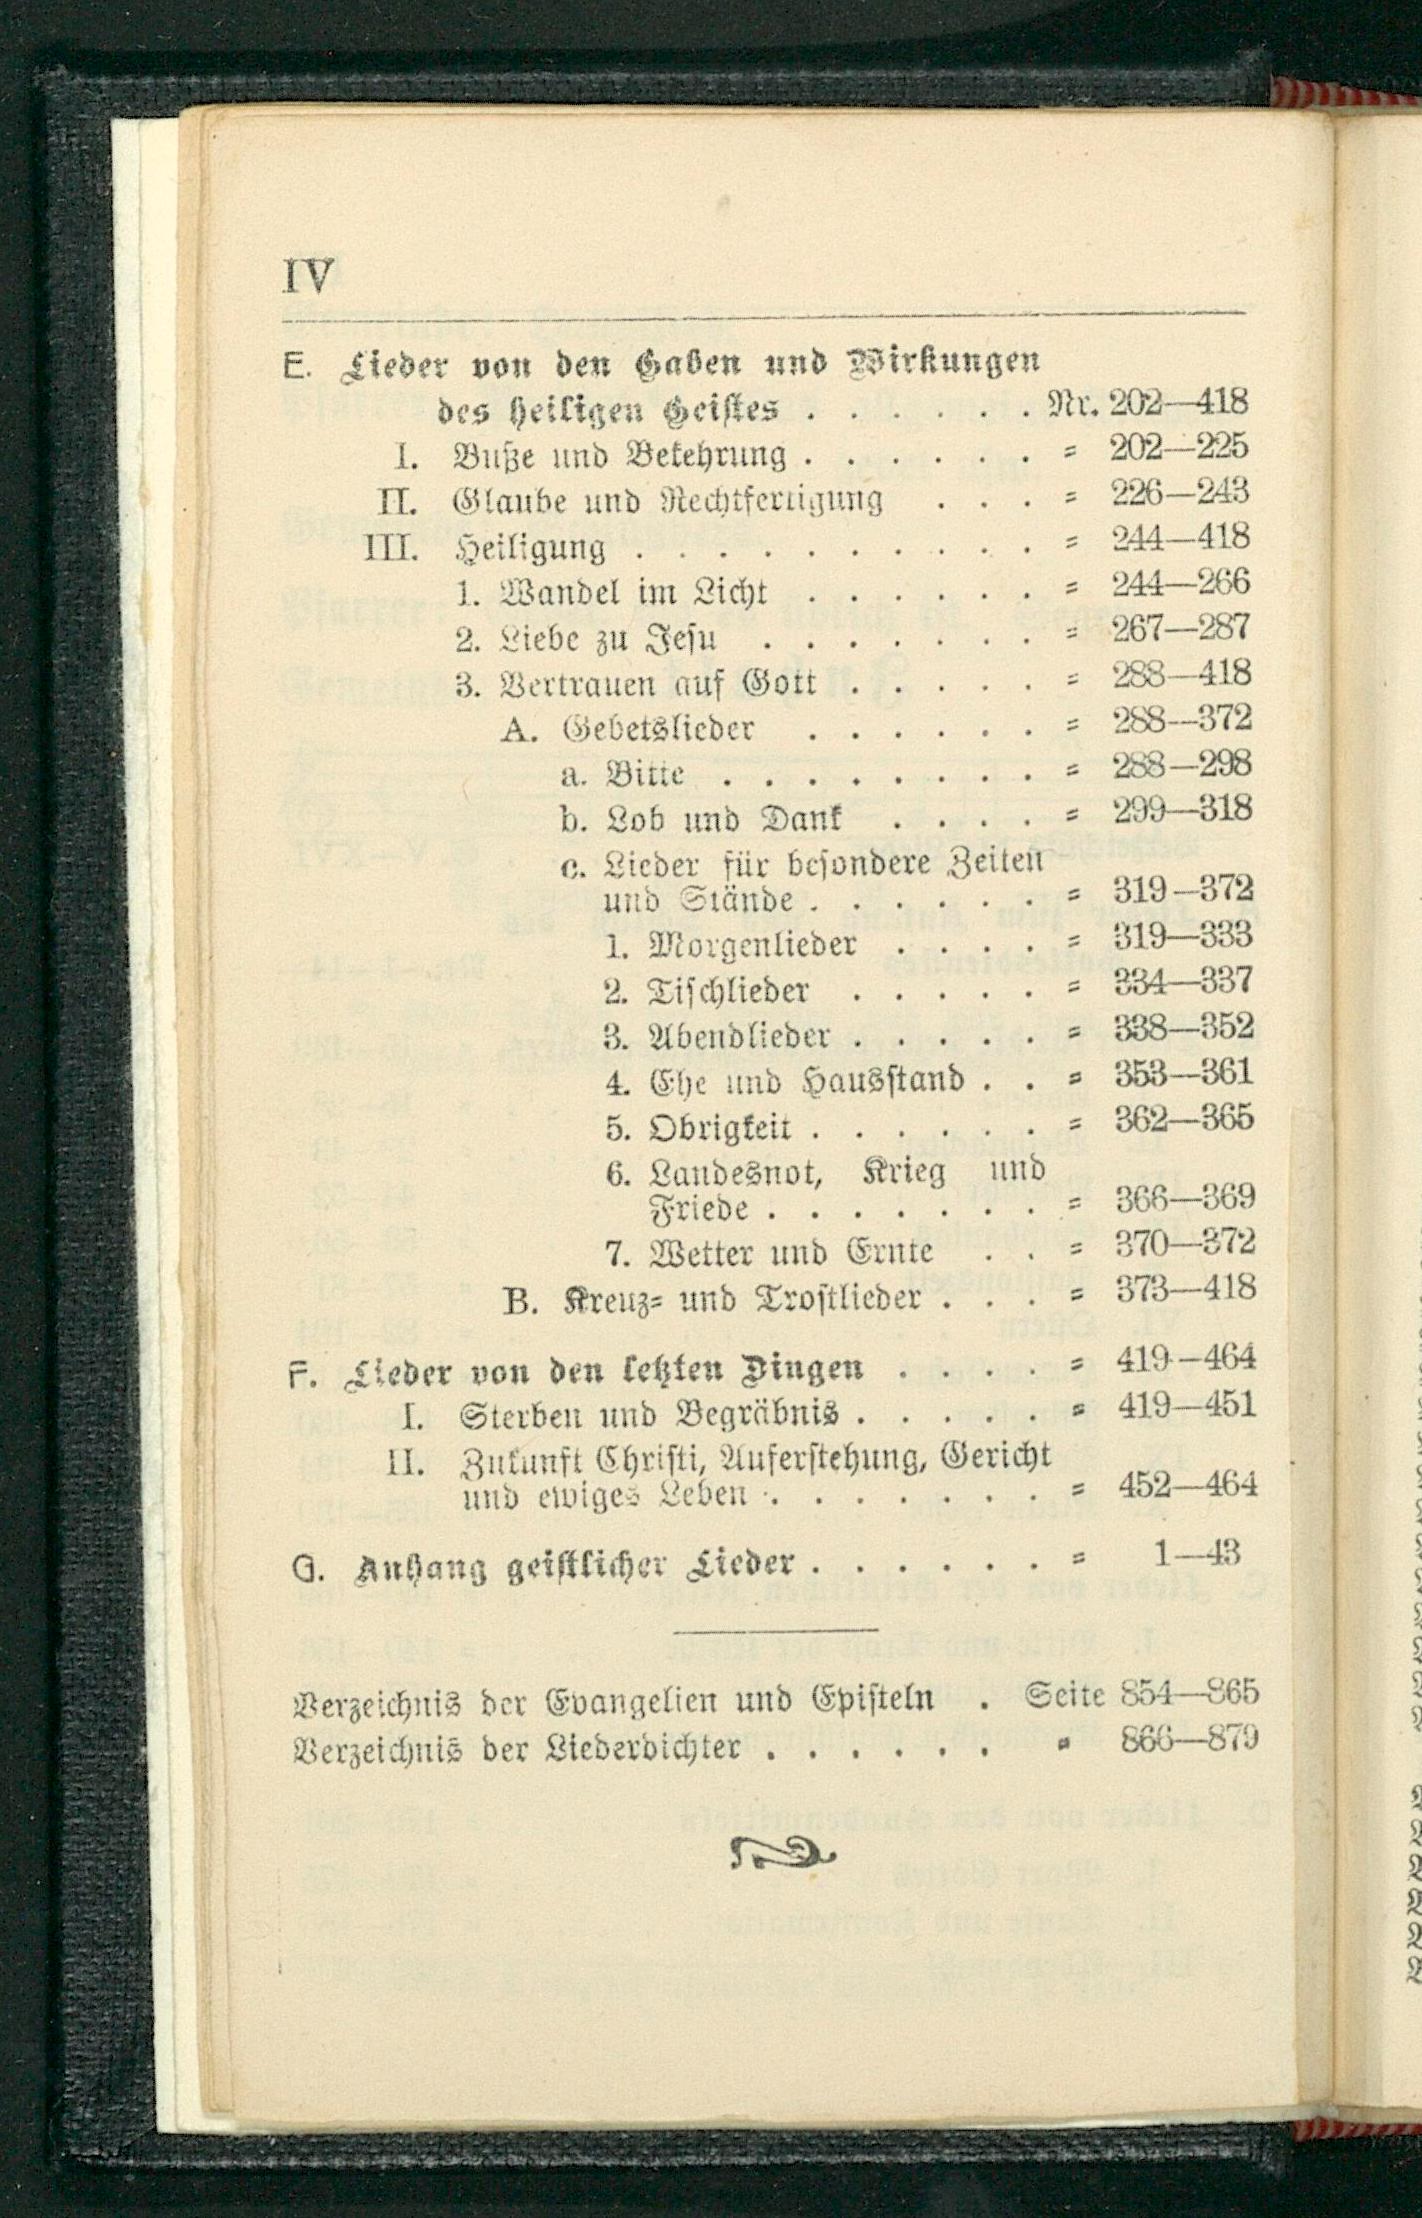 IV
E. Lieder von den Gaben und Wirkungen
des heiligen Geistes . . . . . . Nr. 202—418
I. Buße und Bekehrung . . . . . . = 202—225
II. Glaube und Rechtfertigung . . . = 226—243
III. Heiligung . . . . . . . . . . = 244—418
1. Wandel im Licht . . . . . . = 244—266
2. Liebe zu Jesu . . . . . . . = 267—287
3. Vertrauen auf Gott . . . . . = 288—418
A. Gebetslieder . . . . . . = 288—372
a. Bitte . . . . . . . . = 288—298
b. Lob und Dank . . . . = 299—318
c. Lieder für besondere Zeiten
und Stände . . . . . . = 319—372
1. Morgenlieder . . . . = 319—333
2. Tischlieder . . . . . = 334—337
3. Abendlieder . . . . . = 338—352
4. Ehe und Hausstand . . = 353—361
5. Obrigkeit . . . . . . = 362—365
6. Landesnot, Krieg und
Friede . . . . . . . = 366—369
7. Wetter und Ernte . . = 370—372
B. Kreuz= und Trostlieder . . . = 373—418
F. Lieder von den letzten Dingen . . . . = 419—464
I. Sterben und Begräbnis . . . . . = 419—451
II. Zukunft Christi, Auferstehung, Gericht
und ewiges Leben . . . . . . . = 452—464
G. Anhang geistlicher Lieder . . . . . . = 1—43
Verzeichnis der Evangelien und Episteln . Seite 854—865
Verzeichnis der Liederdichter . . . . . . = 866—879